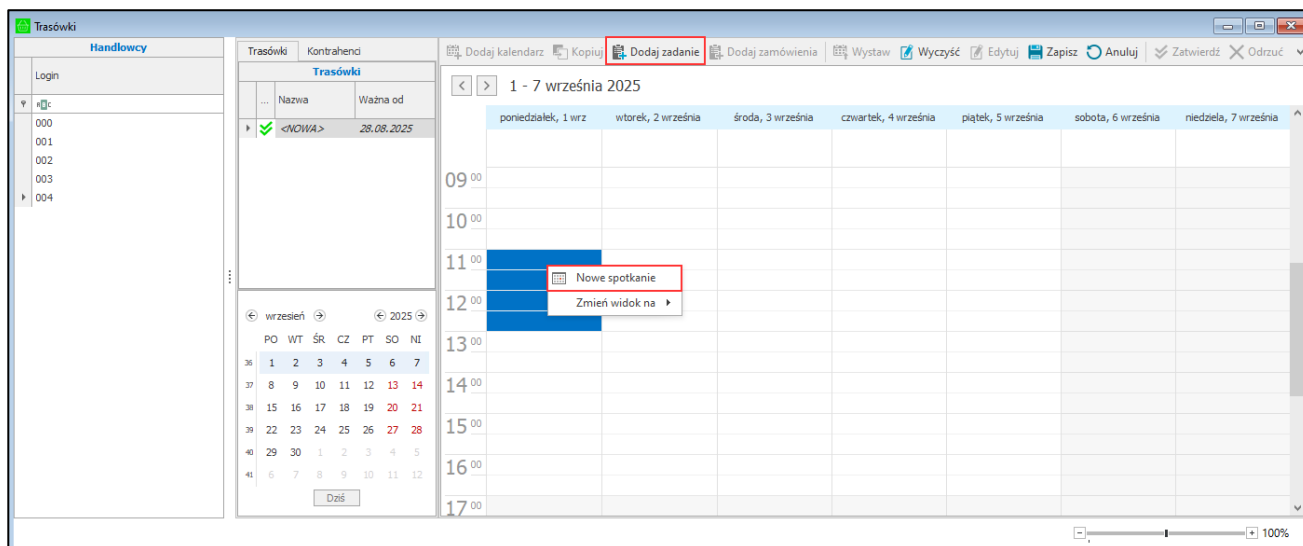 Trasówki
Handlowcy
Login
000
001
002
003
004
Trasówki Kontrahenci
Trasówki
... Nazwa Ważna od
<NOWA> 28.08.2025
wrzesień 2025
PO WT ŚR CZ PT SO NI
36 1 2 3 4 5 6 7
37 8 9 10 11 12 13 14
38 15 16 17 18 19 20 21
39 22 23 24 25 26 27 28
40 29 30 1 2 3 4 5
41 6 7 8 9 10 11 12
Dziś
Dodaj kalendarz Kopiuj Dodaj zadanie Dodaj zamówienia Wystaw Wyczyść Edytuj Zapisz Anuluj Zatwierdź Odrzuć
1 - 7 września 2025
poniedziałek, 1 wrz wtorek, 2 września środa, 3 września czwartek, 4 września piątek, 5 września sobota, 6 września niedziela, 7 września
09 00
10 00
11 00
Nowe spotkanie
12 00
Zmień widok na
13 00
14 00
15 00
16 00
17 00
100%